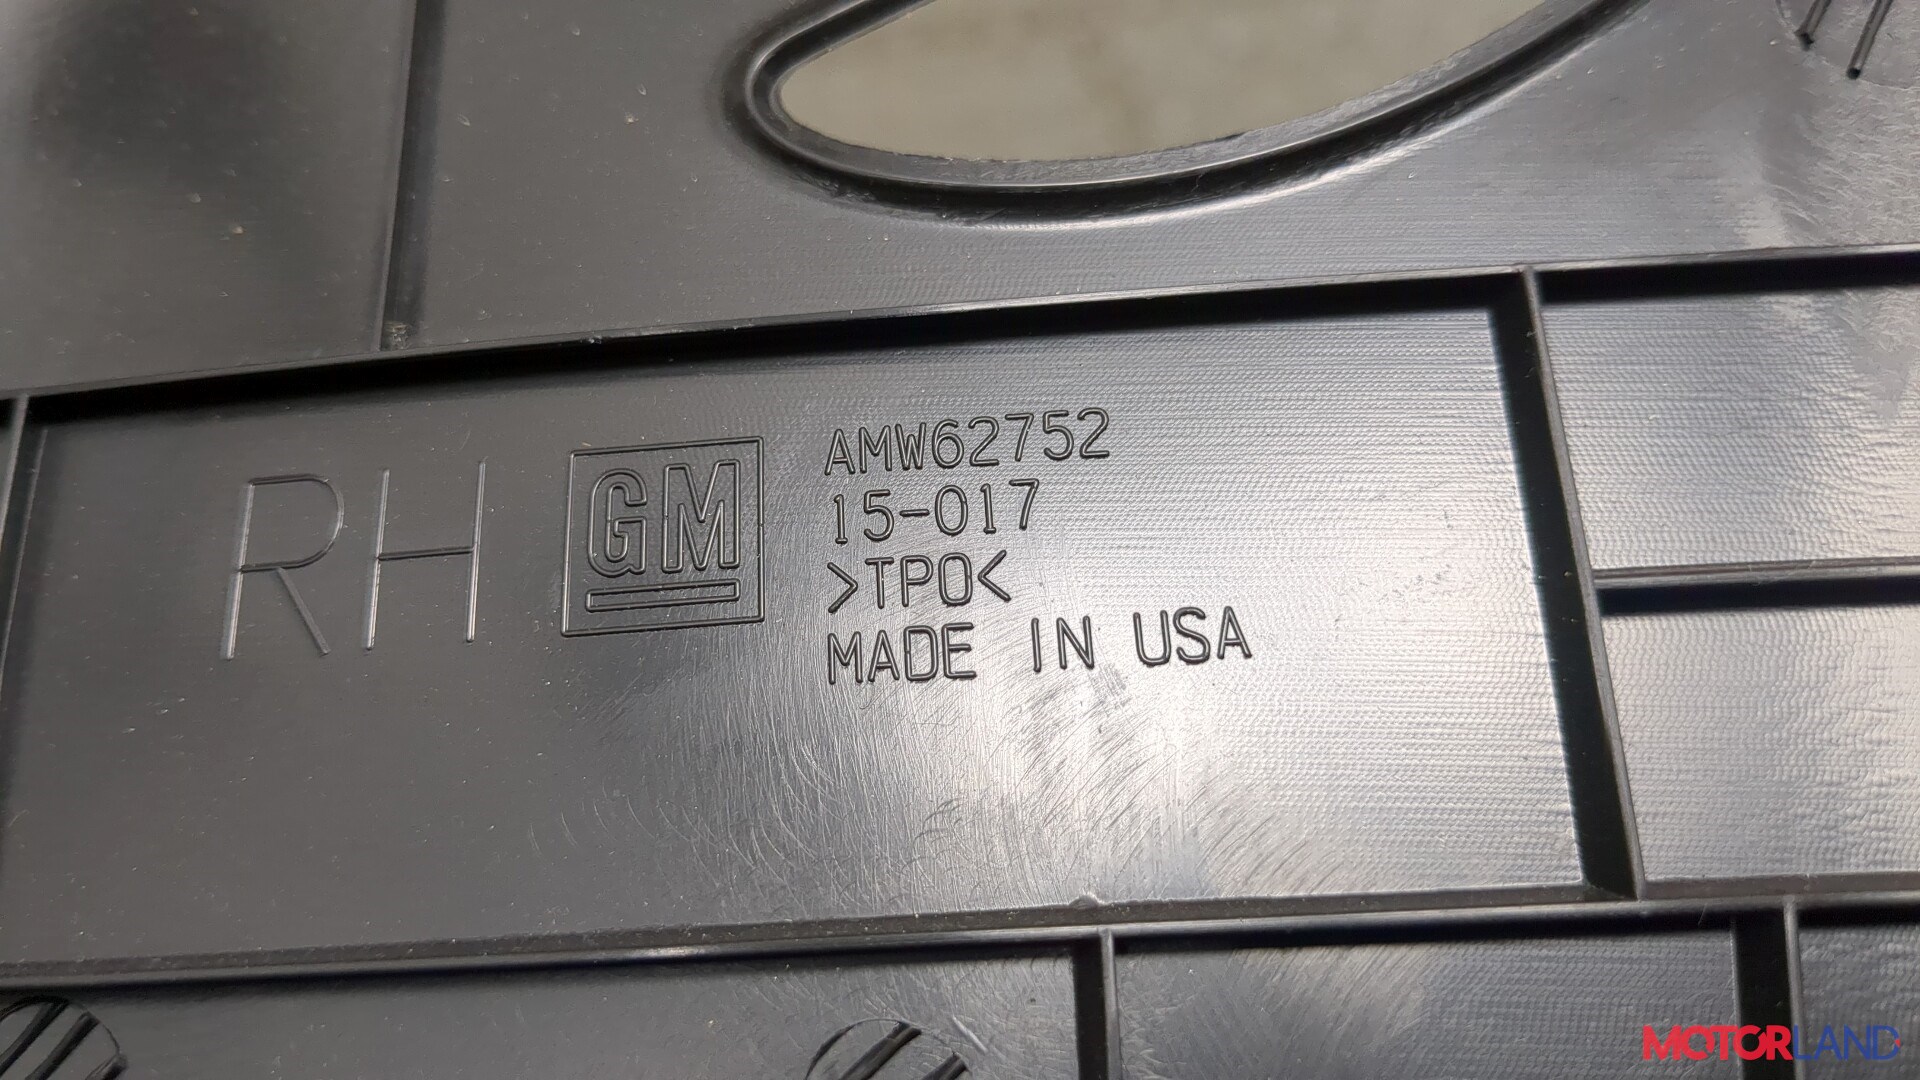 RH
GM
AMW62752
15-017
>TPO<
MADE IN USA
MOTORLAND